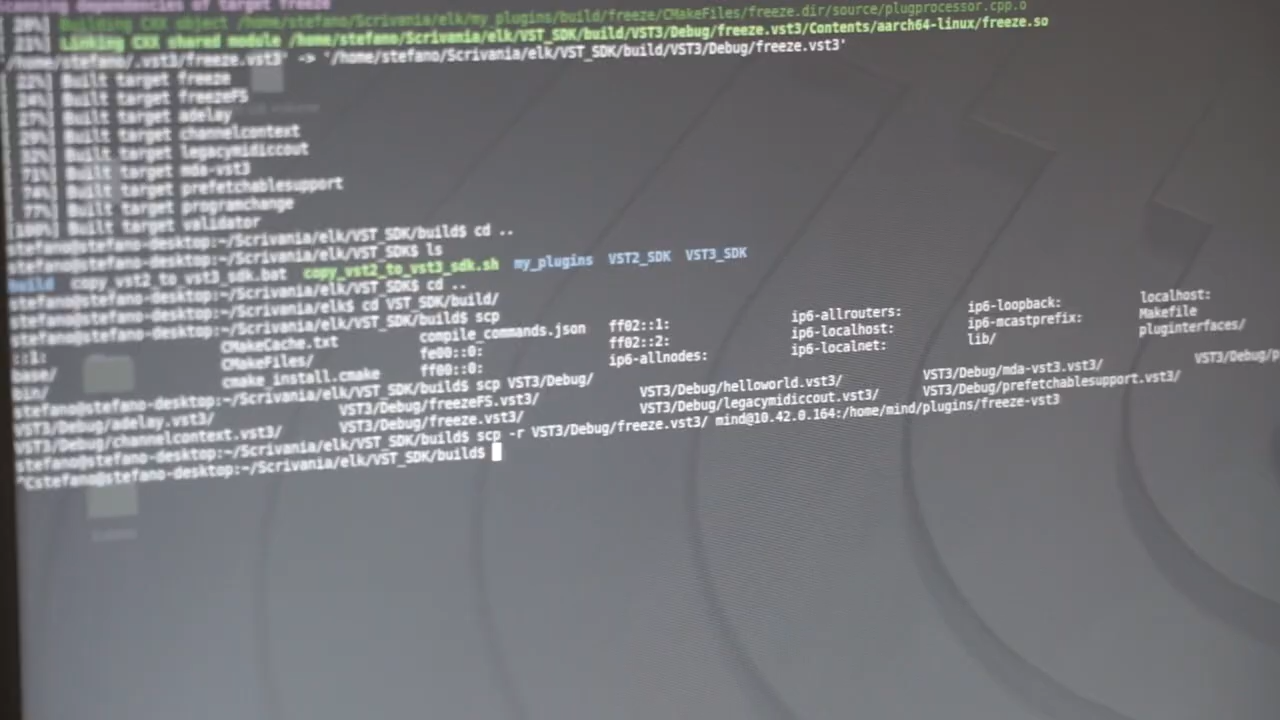 Scanning dependencies of target freeze
[ 20%] Building CXX object /home/stefano/Scrivania/elk/my_plugins/build/freeze/CMakeFiles/freeze.dir/source/plugprocessor.cpp.o
[ 21%] Linking CXX shared module /home/stefano/Scrivania/elk/VST_SDK/build/VST3/Debug/freeze.vst3/Contents/aarch64-linux/freeze.so
'/home/stefano/.vst3/freeze.vst3' -> '/home/stefano/Scrivania/elk/VST_SDK/build/VST3/Debug/freeze.vst3'
[ 22%] Built target freeze
[ 24%] Built target freezeFS
[ 27%] Built target adelay
[ 29%] Built target channelcontext
[ 32%] Built target legacymidiccout
[ 71%] Built target mda-vst3
[ 74%] Built target prefetchablesupport
[ 77%] Built target programchange
[100%] Built target validator
stefano@stefano-desktop:~/Scrivania/elk/VST_SDK/build$ cd ..
stefano@stefano-desktop:~/Scrivania/elk/VST_SDK$ ls
build copy_vst2_to_vst3_sdk.bat copy_vst2_to_vst3_sdk.sh my_plugins VST2_SDK VST3_SDK
stefano@stefano-desktop:~/Scrivania/elk/VST_SDK$ cd ..
stefano@stefano-desktop:~/Scrivania/elk$ cd VST_SDK/build/
stefano@stefano-desktop:~/Scrivania/elk/VST_SDK/build$ scp
::1: CMakeCache.txt compile_commands.json ff02::1: ip6-allrouters: ip6-loopback: localhost:
base/ CMakeFiles/ fe00::0: ff02::2: ip6-localhost: ip6-mcastprefix: Makefile
bin/ cmake_install.cmake ff00::0: ip6-allnodes: ip6-localnet: lib/ pluginterfaces/
stefano@stefano-desktop:~/Scrivania/elk/VST_SDK/build$ scp VST3/Debug/
VST3/Debug/adelay.vst3/ VST3/Debug/freezeFS.vst3/ VST3/Debug/helloworld.vst3/ VST3/Debug/mda-vst3.vst3/ VST3/Debug/p
VST3/Debug/channelcontext.vst3/ VST3/Debug/freeze.vst3/ VST3/Debug/legacymidiccout.vst3/ VST3/Debug/prefetchablesupport.vst3/
stefano@stefano-desktop:~/Scrivania/elk/VST_SDK/build$ scp -r VST3/Debug/freeze.vst3/ mind@10.42.0.164:/home/mind/plugins/freeze-vst3
^Cstefano@stefano-desktop:~/Scrivania/elk/VST_SDK/build$